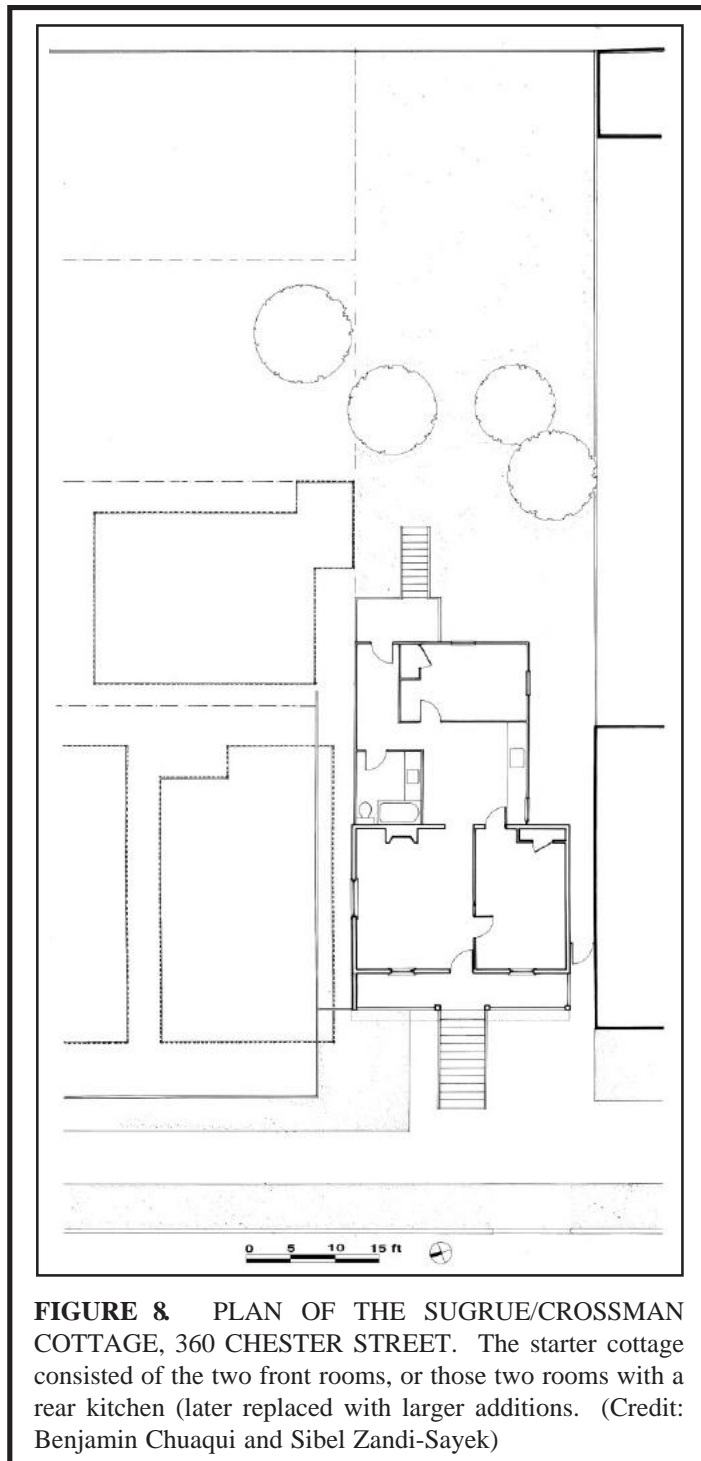 0 5 10 15 ft
FIGURE 8. PLAN OF THE SUGRUE/CROSSMAN
COTTAGE, 360 CHESTER STREET. The starter cottage
consisted of the two front rooms, or those two rooms with a
rear kitchen (later replaced with larger additions. (Credit:
Benjamin Chuaqui and Sibel Zandi-Sayek)